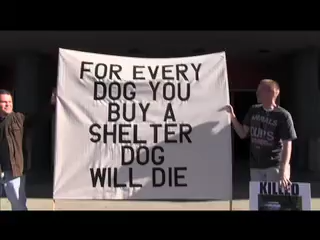 FOR EVERY
DOG YOU
BUY A
SHELTER
DOG
WILL DIE
KILLED